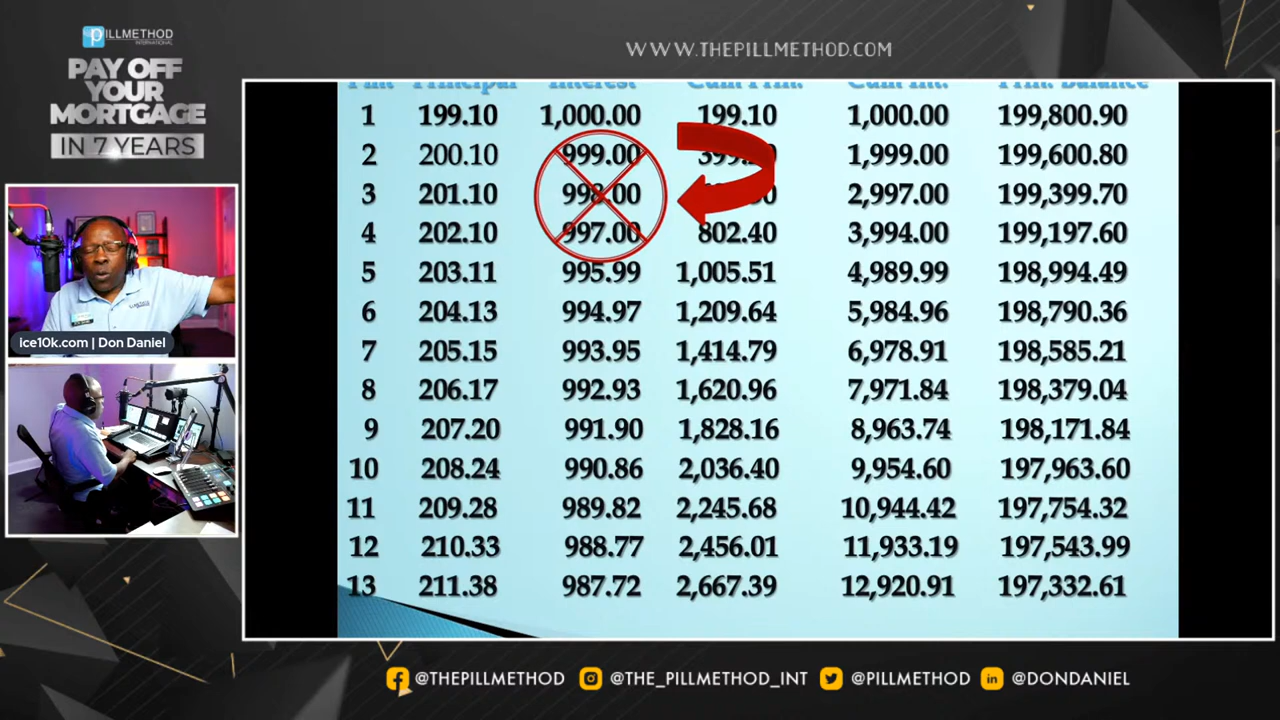 PILLMETHOD
INTERNATIONAL
PAY OFF
YOUR
MORTGAGE
IN 7 YEARS
WWW.THEPILLMETHOD.COM
Pmt Principal Interest Cum Prin. Cum Int. Prin. Balance
1 199.10 1,000.00 199.10 1,000.00 199,800.90
2 200.10 999.00 1,999.00 199,600.80
3 201.10 998.00 2,997.00 199,399.70
4 202.10 997.00 802.40 3,994.00 199,197.60
5 203.11 995.99 1,005.51 4,989.99 198,994.49
6 204.13 994.97 1,209.64 5,984.96 198,790.36
7 205.15 993.95 1,414.79 6,978.91 198,585.21
8 206.17 992.93 1,620.96 7,971.84 198,379.04
9 207.20 991.90 1,828.16 8,963.74 198,171.84
10 208.24 990.86 2,036.40 9,954.60 197,963.60
11 209.28 989.82 2,245.68 10,944.42 197,754.32
12 210.33 988.77 2,456.01 11,933.19 197,543.99
13 211.38 987.72 2,667.39 12,920.91 197,332.61
ice10k.com | Don Daniel
@THEPILLMETHOD @THE_PILLMETHOD_INT @PILLMETHOD @DONDANIEL